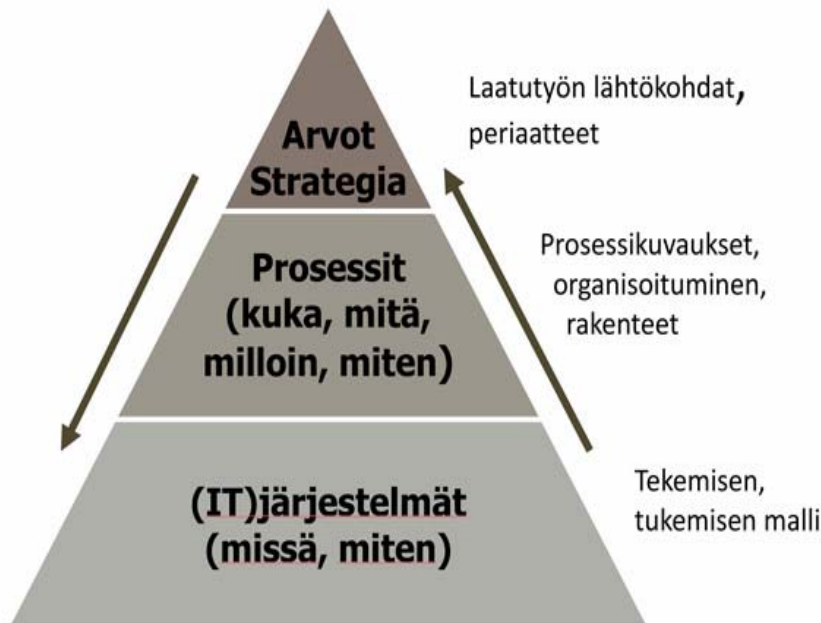 Laatutyön lähtökohdat,
periaatteet
Arvot
Strategia
Prosessikuvaukset,
organisoituminen,
rakenteet
Prosessit
(kuka, mitä,
milloin, miten)
Tekemisen,
tukemisen malli
(IT)järjestelmät
(missä, miten)